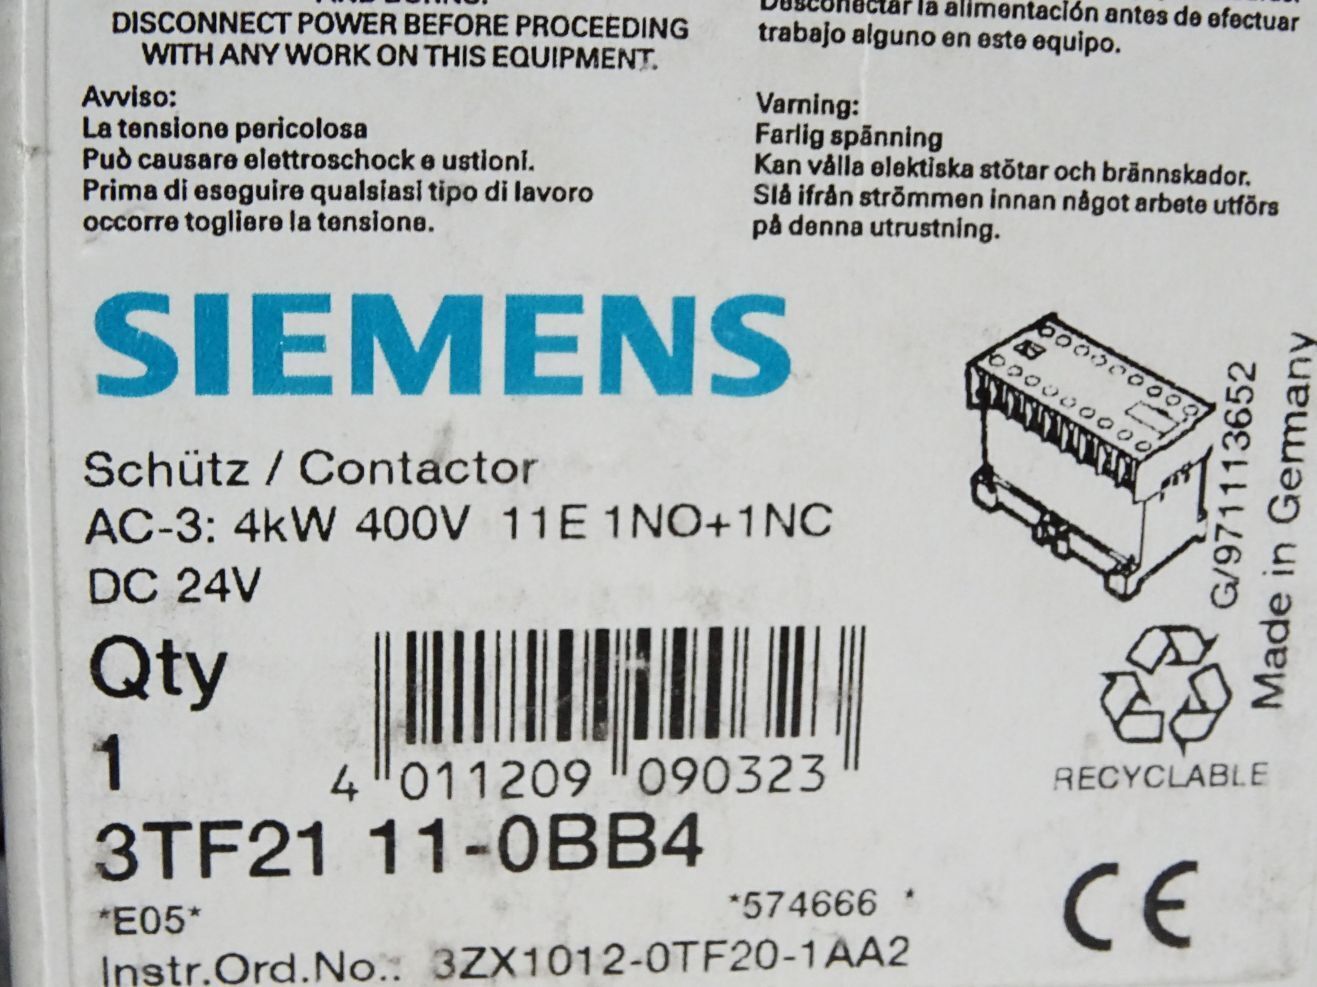 DISCONNECT POWER BEFORE PROCEEDING
WITH ANY WORK ON THIS EQUIPMENT.
Desconectar la alimentación antes de efectuar
trabajo alguno en este equipo.
Avviso:
La tensione pericolosa
Può causare elettroschock e ustioni.
Prima di eseguire qualsiasi tipo di lavoro
occorre togliere la tensione.
Varning:
Farlig spänning
Kan vålla elektiska stötar och brännskador.
Slå ifrån strömmen innan något arbete utförs
på denna utrustning.
SIEMENS
Schütz / Contactor
AC-3: 4kW 400V 11E 1NO+1NC
DC 24V
Qty
1
4 011209 090323
3TF21 11-0BB4
*E05*
*574666 *
Instr.Ord.No.: 3ZX1012-0TF20-1AA2
G/971113652
Made in Germany
RECYCLABLE
CE